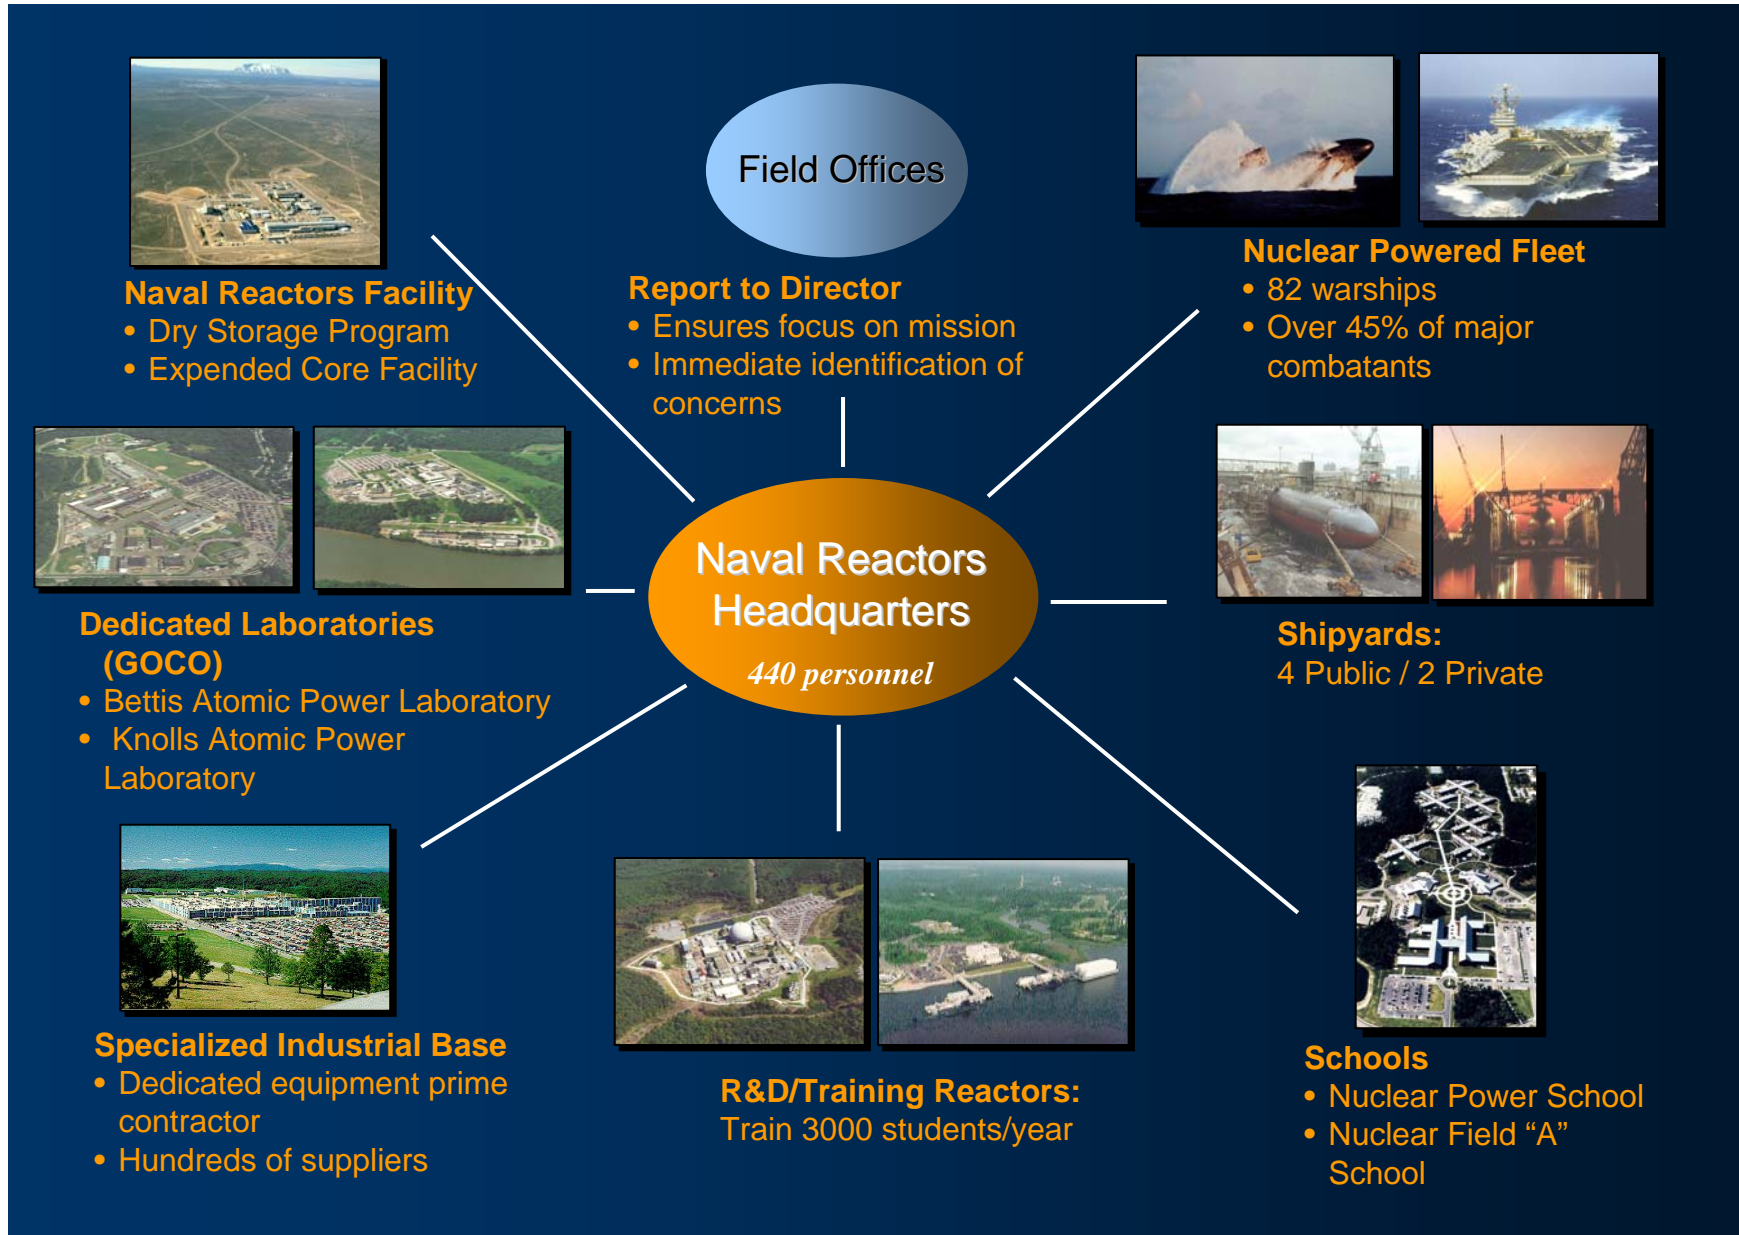 Field Offices
Naval Reactors Facility
• Dry Storage Program
• Expended Core Facility
Report to Director
• Ensures focus on mission
• Immediate identification of
concerns
Nuclear Powered Fleet
• 82 warships
• Over 45% of major
combatants
Dedicated Laboratories
(GOCO)
• Bettis Atomic Power Laboratory
• Knolls Atomic Power
Laboratory
Naval Reactors
Headquarters
440 personnel
Shipyards:
4 Public / 2 Private
Specialized Industrial Base
• Dedicated equipment prime
contractor
• Hundreds of suppliers
R&D/Training Reactors:
Train 3000 students/year
Schools
• Nuclear Power School
• Nuclear Field “A”
School